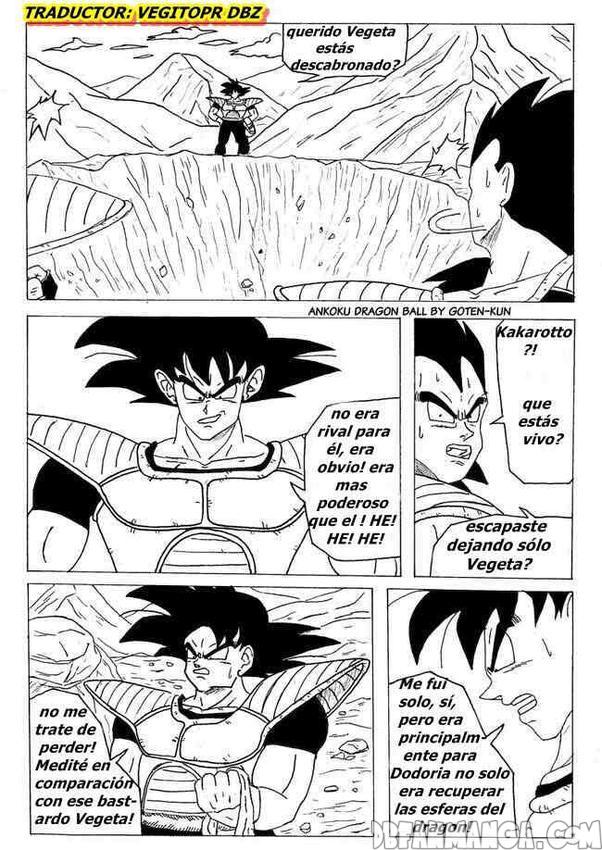 TRADUCTOR: VEGITOPR DBZ
querido Vegeta
estás
descabronado?
ANKOKU DRAGON BALL BY GOTEN-KUN
no era
rival para
él, era
obvio! era
mas
poderoso
que el ! HE!
HE! HE!
Kakarotto
?!
que
estás
vivo?
escapaste
dejando sólo
Vegeta?
no me
trate de
perder!
Medité en
comparación
con ese bast-
ardo Vegeta!
Me fui
solo, sí,
pero era
principalm-
ente para
Dodoria no solo
era recuperar
las esferas del
dragon!
DBFANMANGA.COM